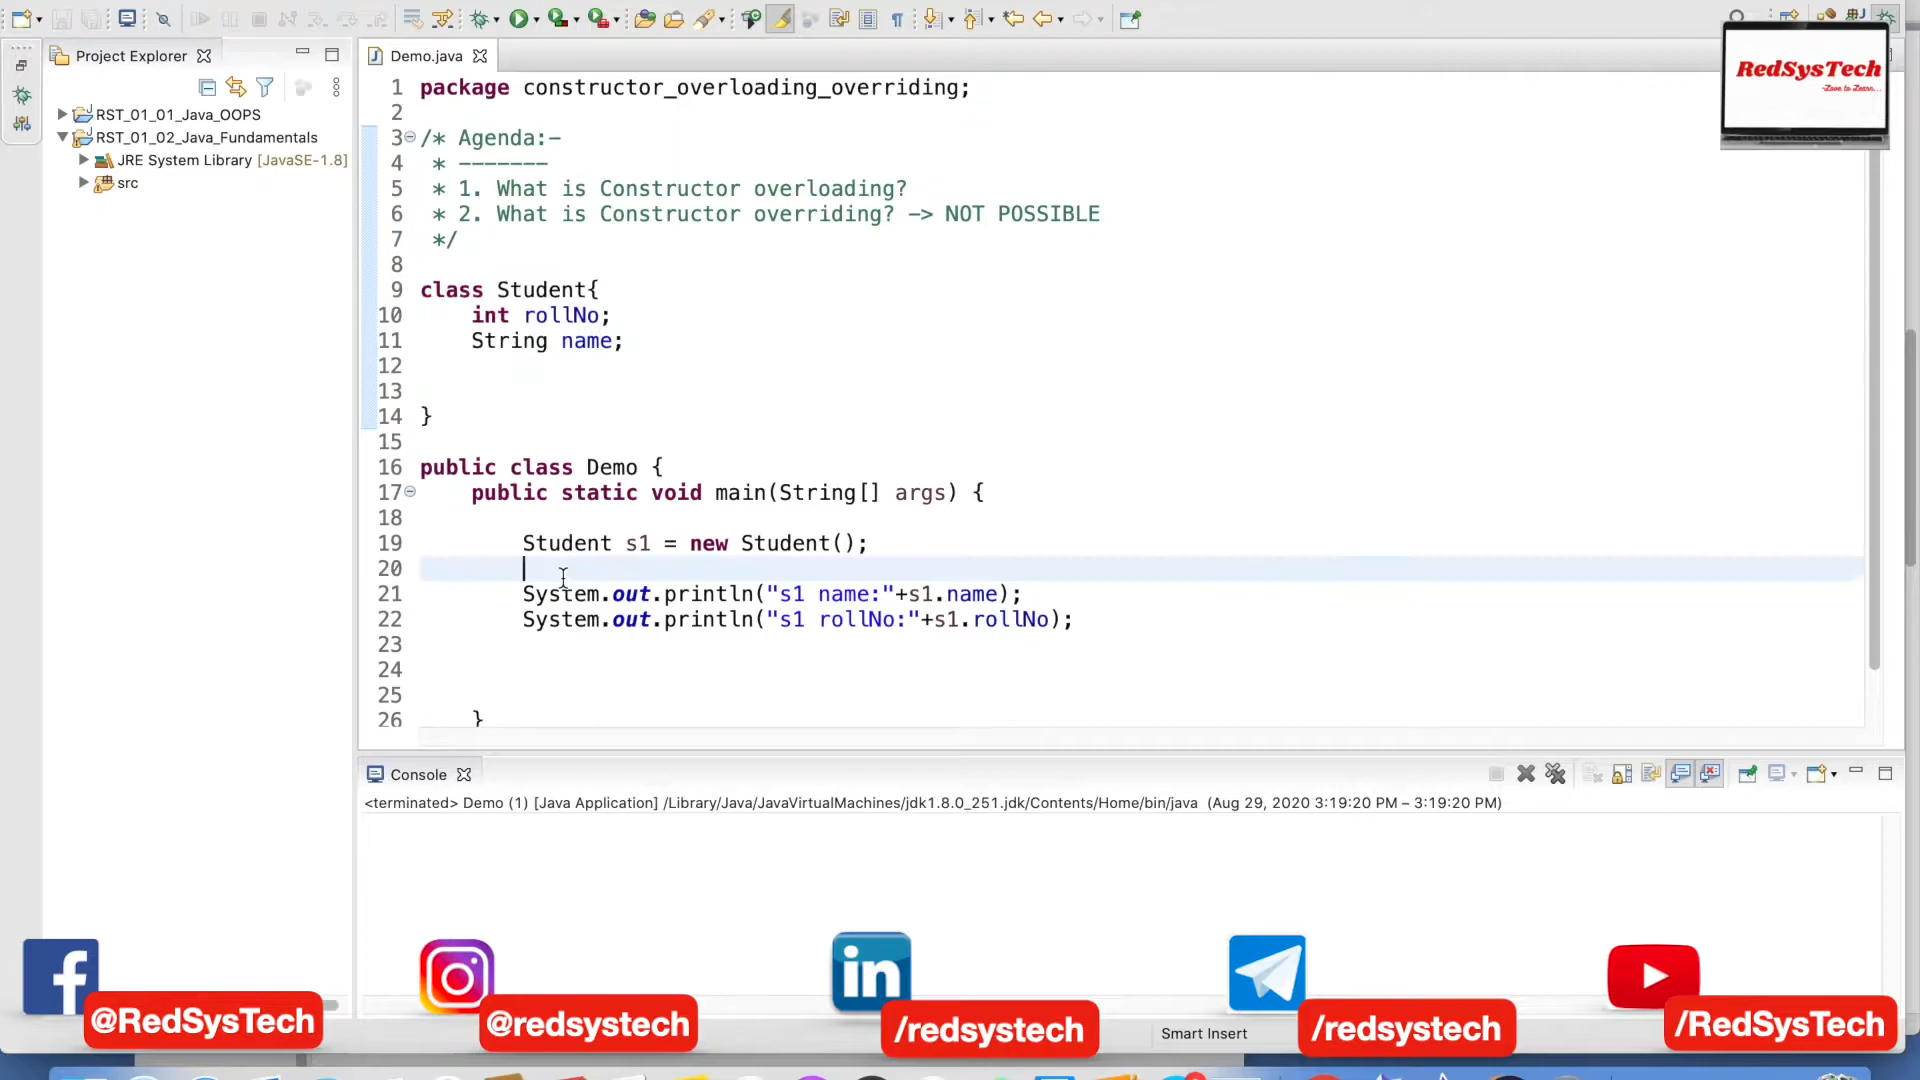 Project Explorer
RST_01_01_Java_OOPS
RST_01_02_Java_Fundamentals
JRE System Library [JavaSE-1.8]
src
Demo.java
1 package constructor_overloading_overriding;
2
3 /* Agenda:-
4 * -------
5 * 1. What is Constructor overloading?
6 * 2. What is Constructor overriding? -> NOT POSSIBLE
7 */
8
9 class Student{
10 int rollNo;
11 String name;
12
13
14 }
15
16 public class Demo {
17 public static void main(String[] args) {
18
19 Student s1 = new Student();
20
21 System.out.println("s1 name:"+s1.name);
22 System.out.println("s1 rollNo:"+s1.rollNo);
23
24
25
26 }
RedSysTech
-Love to Learn...
Console
<terminated> Demo (1) [Java Application] /Library/Java/JavaVirtualMachines/jdk1.8.0_251.jdk/Contents/Home/bin/java (Aug 29, 2020 3:19:20 PM – 3:19:20 PM)
Smart Insert
@RedSysTech
@redsystech
/redsystech
/redsystech
/RedSysTech